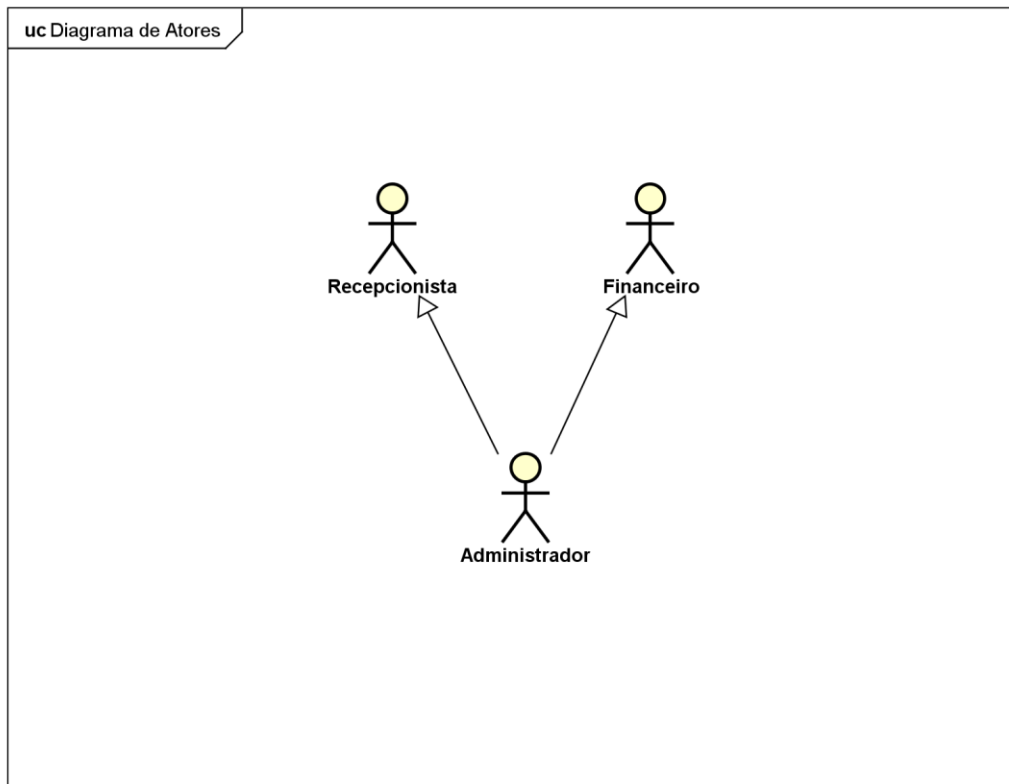 uc Diagrama de Atores
Recepcionista
Financeiro
Administrador